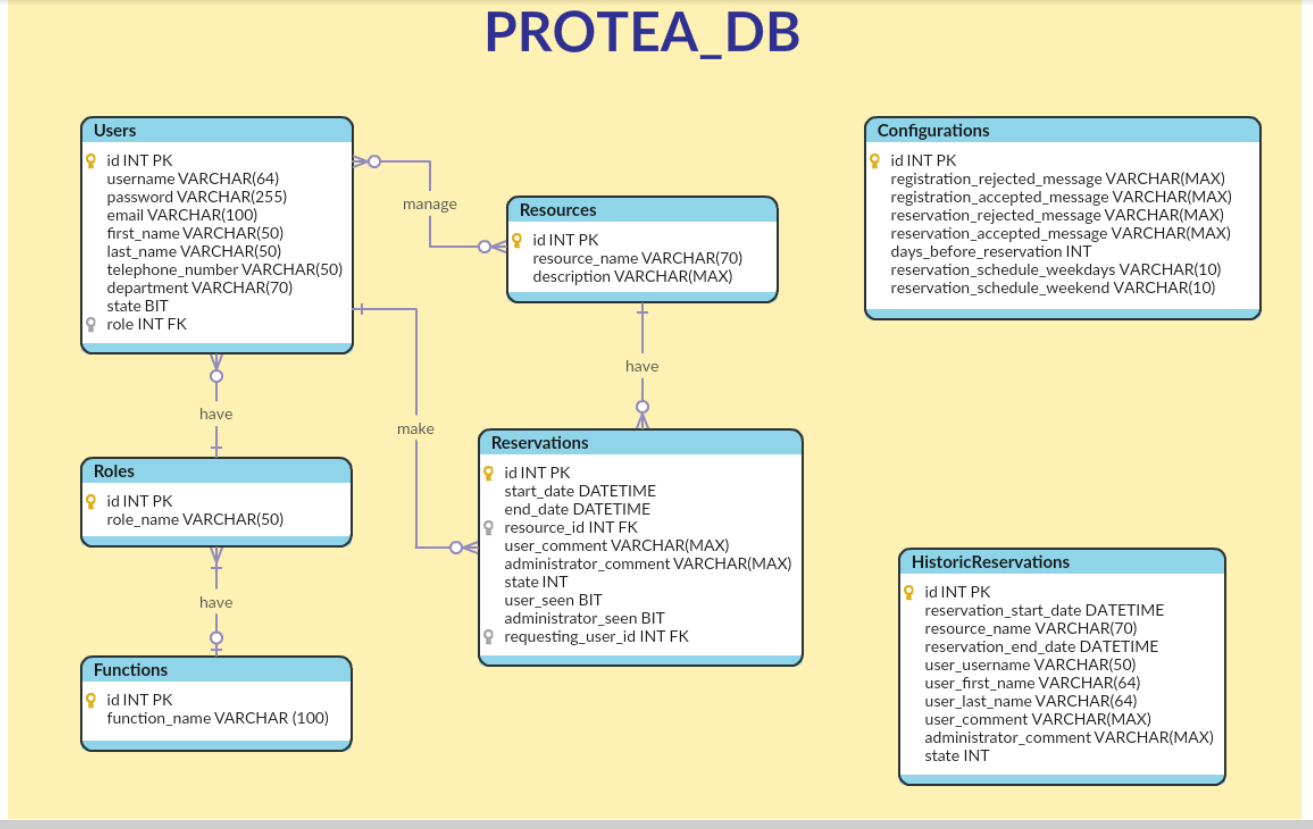 PROTEA_DB
Users
id INT PK
username VARCHAR(64)
password VARCHAR(255)
email VARCHAR(100)
first_name VARCHAR(50)
last_name VARCHAR(50)
telephone_number VARCHAR(50)
department VARCHAR(70)
state BIT
role INT FK
manage
Resources
id INT PK
resource_name VARCHAR(70)
description VARCHAR(MAX)
Configurations
id INT PK
registration_rejected_message VARCHAR(MAX)
registration_accepted_message VARCHAR(MAX)
reservation_rejected_message VARCHAR(MAX)
reservation_accepted_message VARCHAR(MAX)
days_before_reservation INT
reservation_schedule_weekdays VARCHAR(10)
reservation_schedule_weekend VARCHAR(10)
have
have
make
Roles
id INT PK
role_name VARCHAR(50)
Reservations
id INT PK
start_date DATETIME
end_date DATETIME
resource_id INT FK
user_comment VARCHAR(MAX)
administrator_comment VARCHAR(MAX)
state INT
user_seen BIT
administrator_seen BIT
requesting_user_id INT FK
have
Functions
id INT PK
function_name VARCHAR (100)
HistoricReservations
id INT PK
reservation_start_date DATETIME
resource_name VARCHAR(70)
reservation_end_date DATETIME
user_username VARCHAR(50)
user_first_name VARCHAR(64)
user_last_name VARCHAR(64)
user_comment VARCHAR(MAX)
administrator_comment VARCHAR(MAX)
state INT